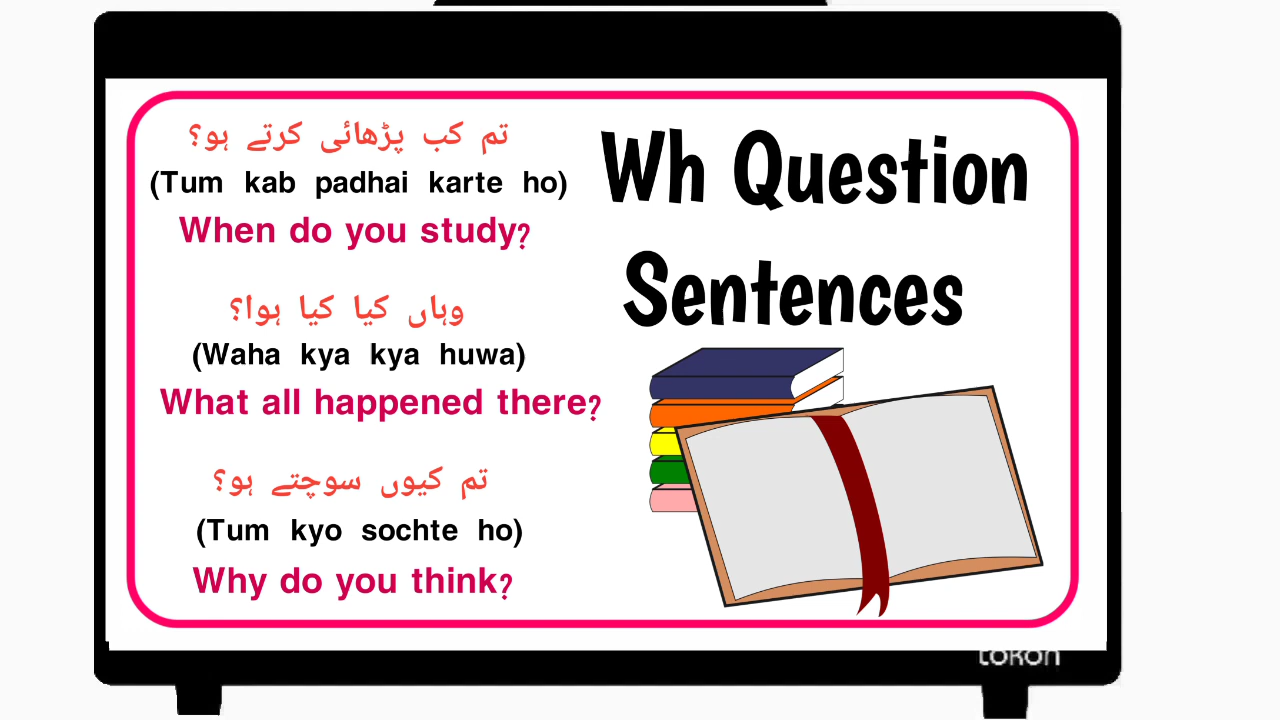 تم کب پڑھائی کرتے ہو؟
(Tum kab padhai karte ho)
When do you study?
وہاں کیا کیا ہوا؟
(Waha kya kya huwa)
What all happened there?
تم کیوں سوچتے ہو؟
(Tum kyo sochte ho)
Why do you think?
Wh Question
Sentences